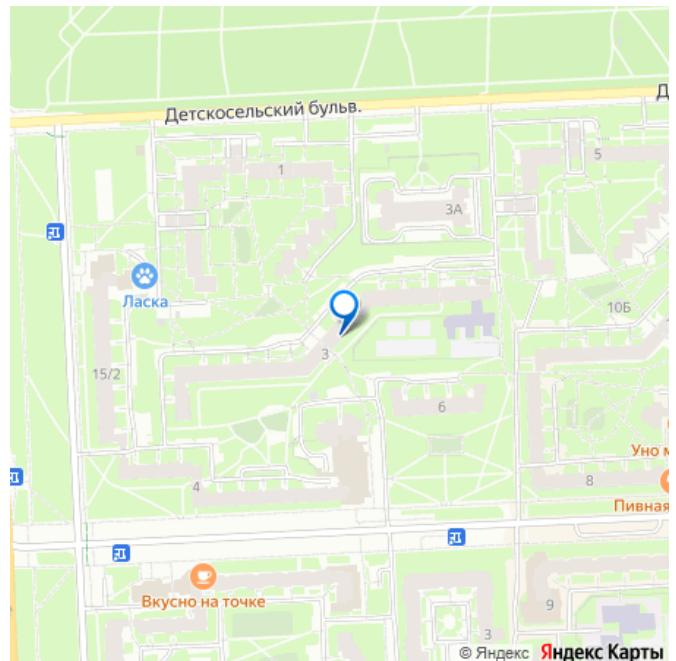 Детскосельский бульв.
Д
1
5
3А
Ласка
10Б
3
15/2
6
Уно м
4
8
Пивная
Вкусно на точке
9
3
© Яндекс Яндекс Карты